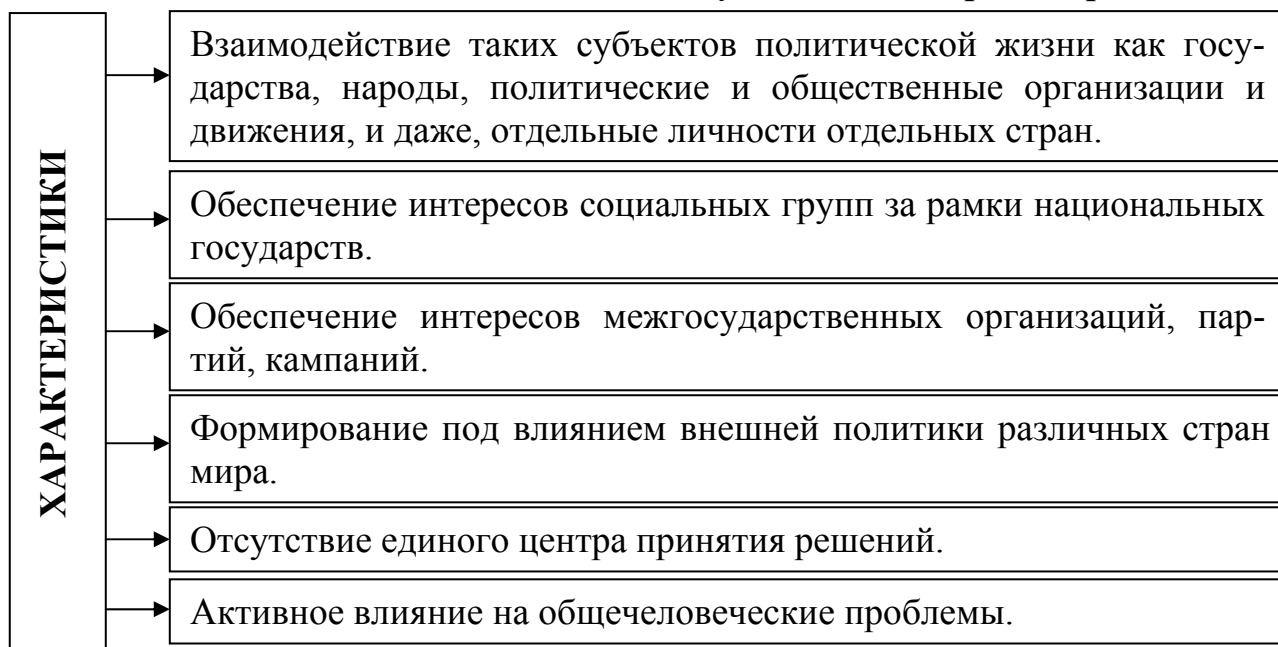 ХАРАКТЕРИСТИКИ
Взаимодействие таких субъектов политической жизни как госу-
дарства, народы, политические и общественные организации и
движения, и даже, отдельные личности отдельных стран.
Обеспечение интересов социальных групп за рамки национальных
государств.
Обеспечение интересов межгосударственных организаций, пар-
тий, кампаний.
Формирование под влиянием внешней политики различных стран
мира.
Отсутствие единого центра принятия решений.
Активное влияние на общечеловеческие проблемы.